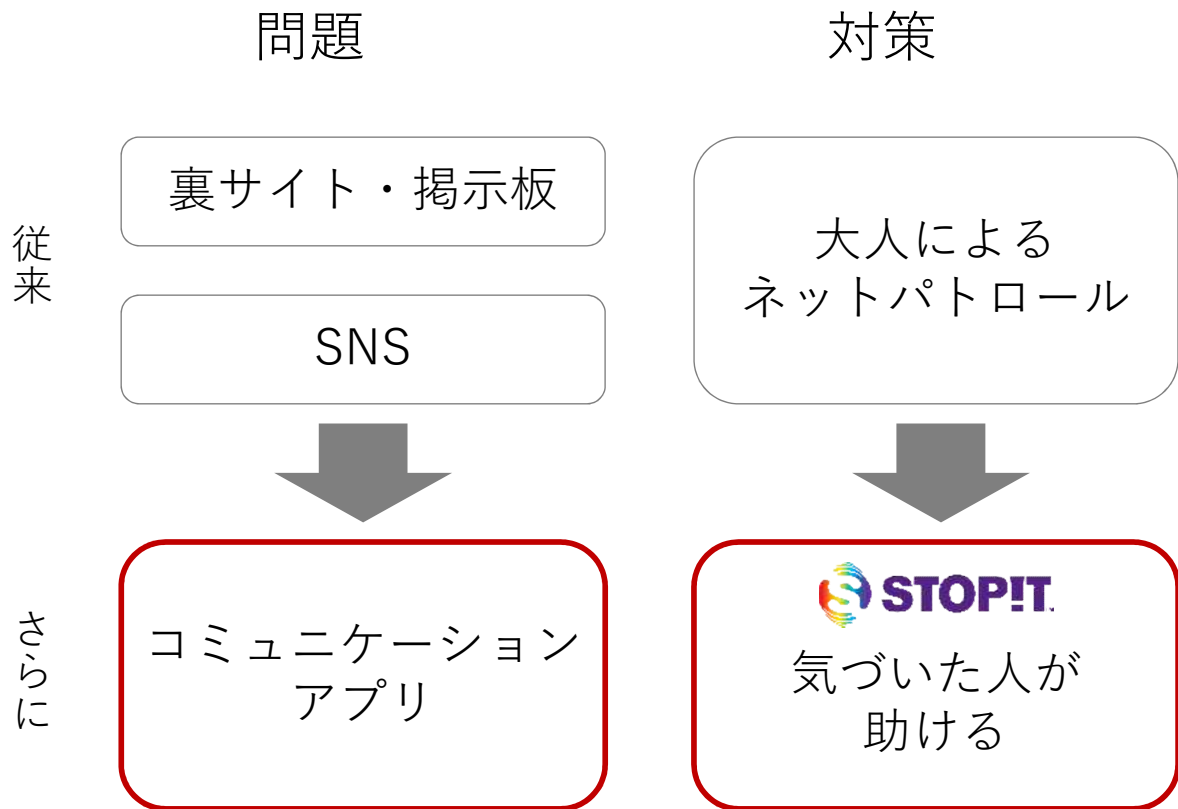 問題
対策
従来
裏サイト・掲示板
SNS
大人による
ネットパトロール
さらに
コミュニケーション
アプリ
STOP!T
気づいた人が
助ける